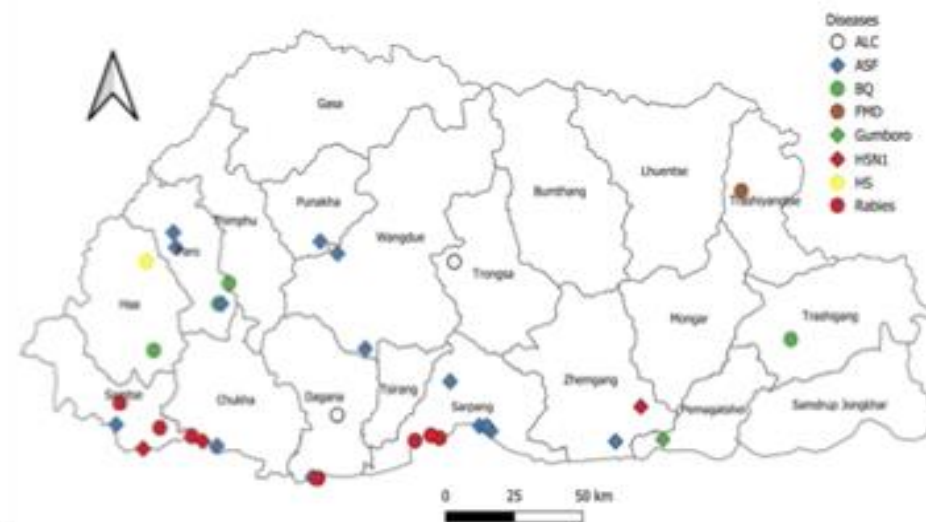 Diseases
ALC
ASF
BQ
FMD
Gumboro
H5N1
HS
Rabies
Gasa
Punakha
Thimphu
Paro
Wangdue
Bumthang
Lhuentse
Trashiyangtse
Haa
Trongsa
Mongar
Trashigang
Samtse
Chukha
Dagana
Tsirang
Sarpang
Zhemgang
Pemagatshel
Samdrup Jongkhar
0 25 50 km